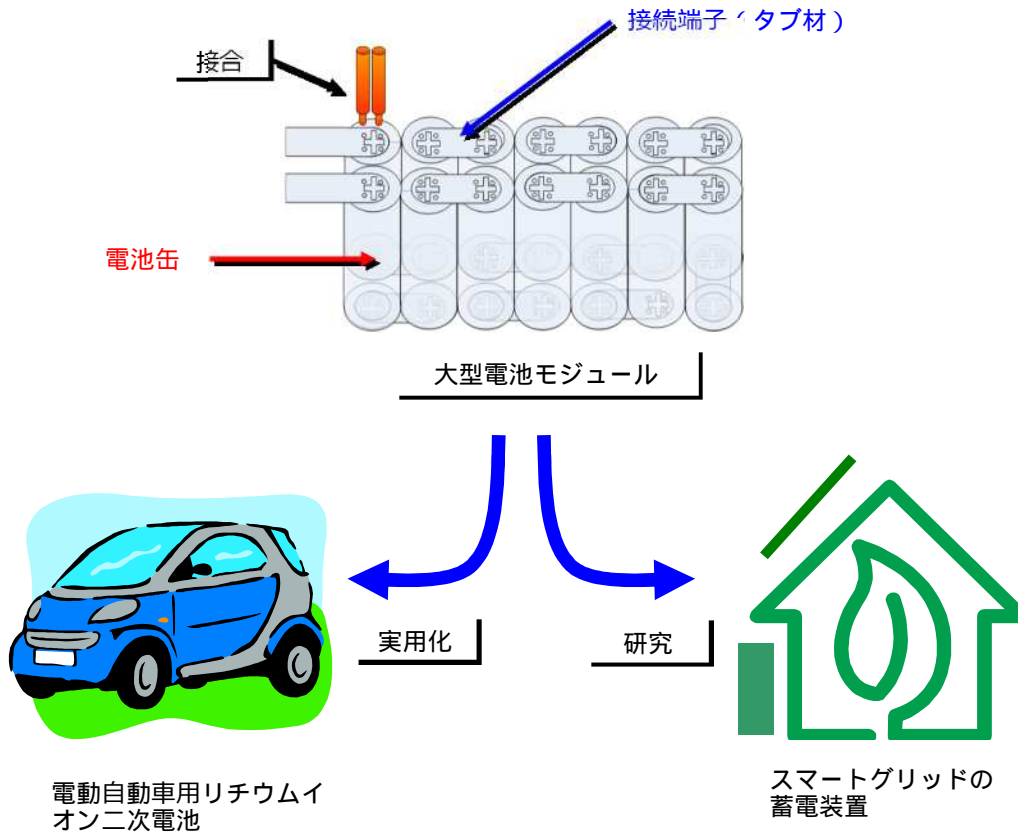 接続端子（タブ材）
接合
電池缶
大型電池モジュール
実用化
研究
電動自動車用リチウムイ
オン二次電池
スマートグリッドの
蓄電装置